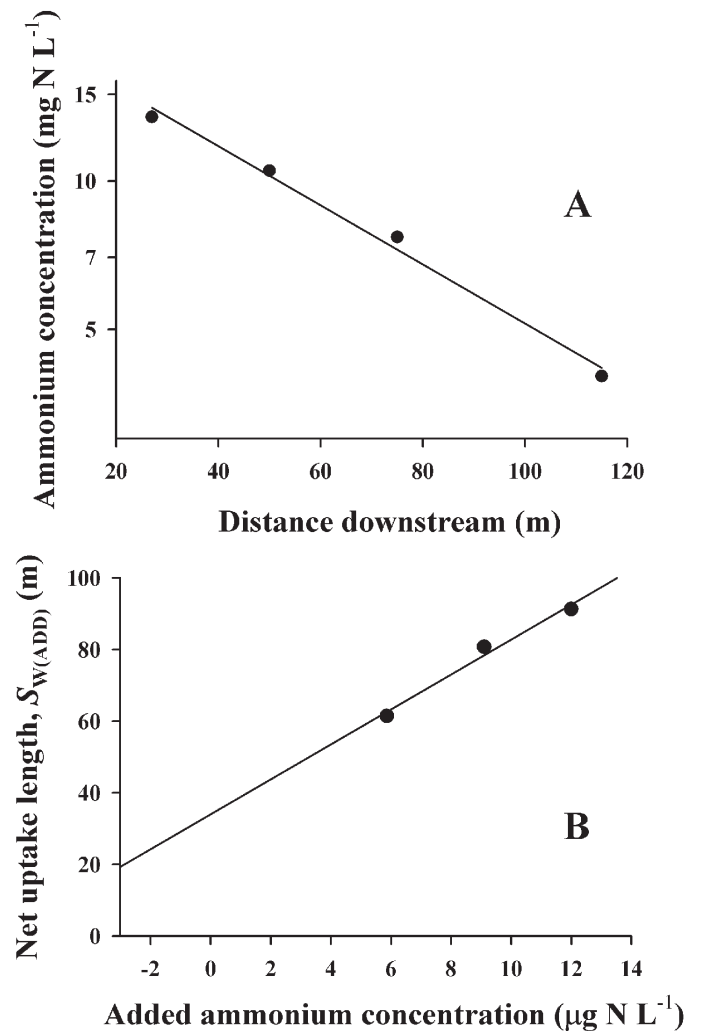 Ammonium concentration (mg N L-1)
15
10
7
5
A
20 40 60 80 100 120
Distance downstream (m)
Net uptake length, SW(ADD) (m)
100
80
60
40
20
0
B
-2 0 2 4 6 8 10 12 14
Added ammonium concentration (µg N L-1)